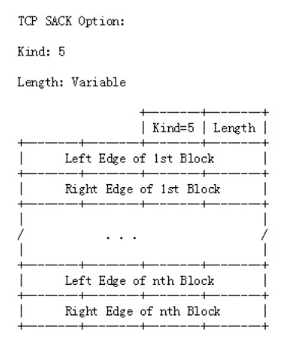 TCP SACK Option:
Kind: 5
Length: Variable
| Kind=5 | Length |
| Left Edge of 1st Block |
| Right Edge of 1st Block |
/ . . . /
| Left Edge of nth Block |
| Right Edge of nth Block |